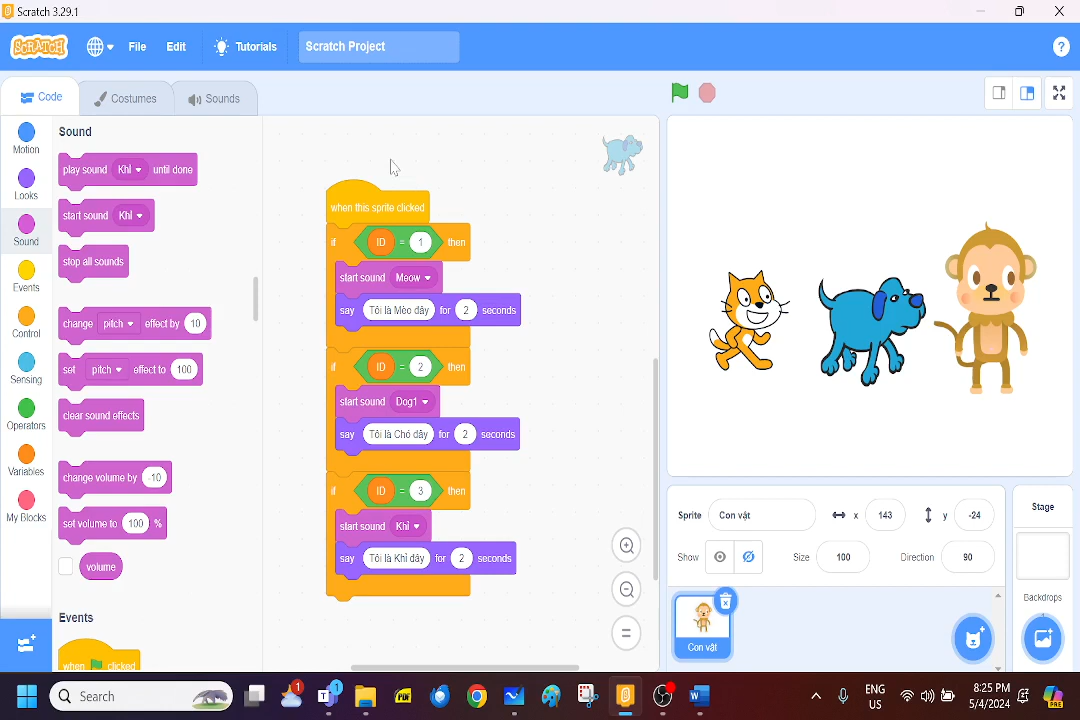 Scratch 3.29.1
SCRATCH File Edit Tutorials Scratch Project ?
Code Costumes Sounds
Motion
Looks
Sound
Events
Control
Sensing
Operators
Variables
My Blocks
Sound
play sound Khỉ until done
start sound Khỉ
stop all sounds
change pitch effect by 10
set pitch effect to 100
clear sound effects
change volume by -10
set volume to 100 %
volume
Events
when clicked
when this sprite clicked
if ID = 1 then
start sound Meow
say Tôi là Mèo đây for 2 seconds
if ID = 2 then
start sound Dog1
say Tôi là Chó đây for 2 seconds
if ID = 3 then
start sound Khỉ
say Tôi là Khỉ đây for 2 seconds
Sprite Con vật x 143 y -24
Show Size 100 Direction 90
Con vật
Stage
Backdrops
Search
1
1
PDF
W
ENG
US
8:25 PM
5/4/2024
PRE